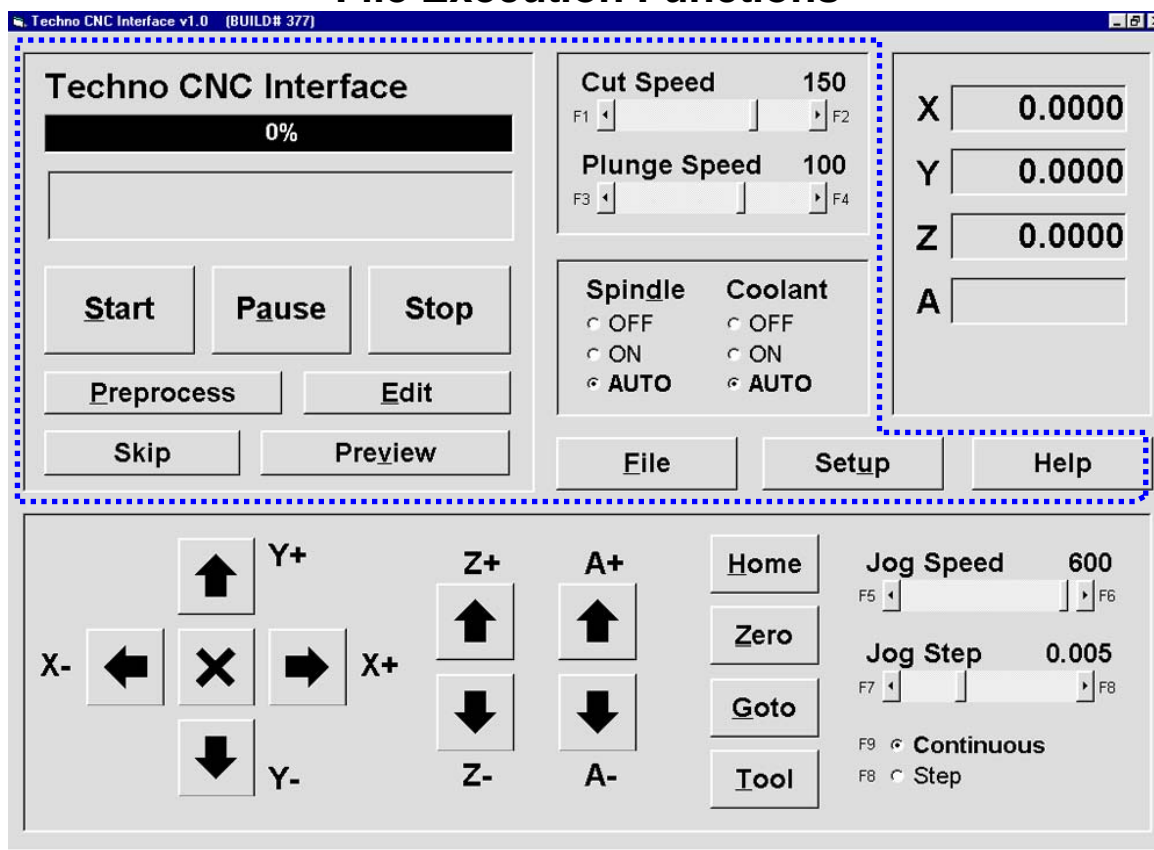 File Execution Functions
Techno CNC Interface v1.0 (BUILD# 377)
Techno CNC Interface
0%
Start Pause Stop
Preprocess Edit
Skip Preview
Cut Speed 150
F1 F2
Plunge Speed 100
F3 F4
Spindle Coolant
OFF OFF
ON ON
AUTO AUTO
File Setup Help
X 0.0000
Y 0.0000
Z 0.0000
A
Y+
X- X+
Y-
Z+ A+
Z- A-
Home
Zero
Goto
Tool
Jog Speed 600
F5 F6
Jog Step 0.005
F7 F8
F9 Continuous
F8 Step